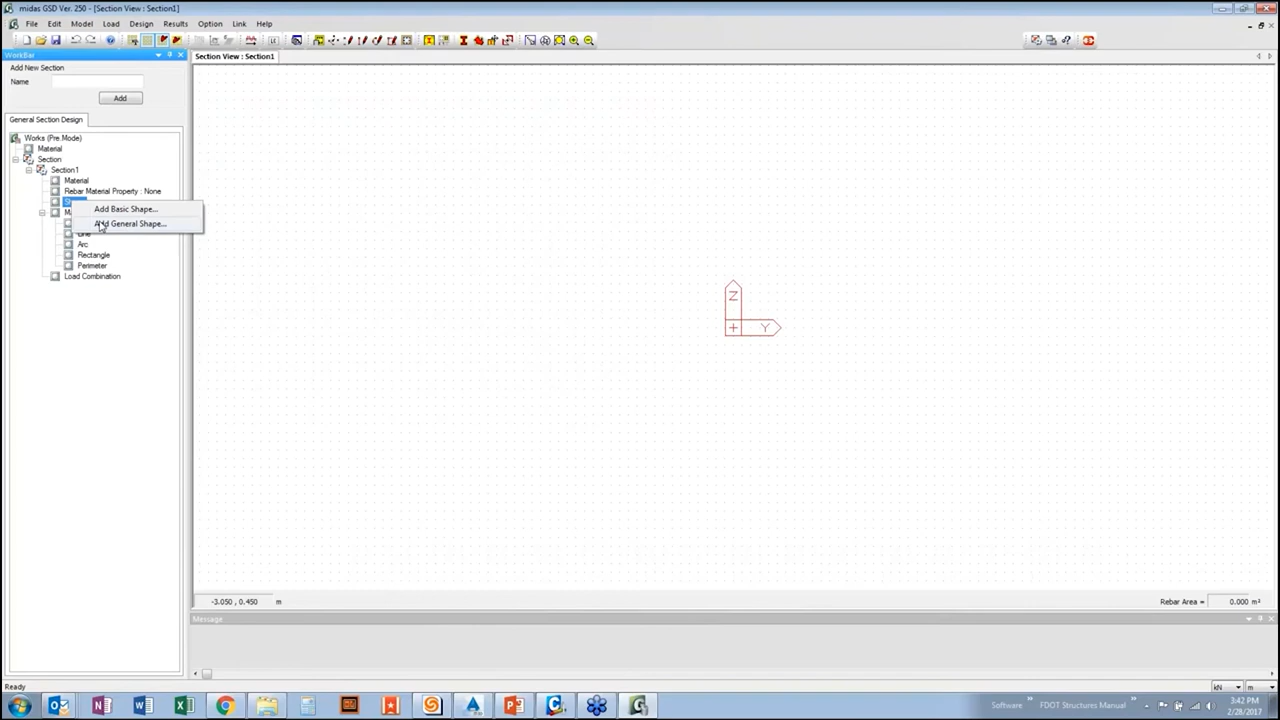 midas GSD Ver. 250 - [Section View : Section1]
File Edit Model Load Design Results Option Link Help
WorkBar
Add New Section
Name
Add
General Section Design
Works (Pre.Mode)
Material
Section
Section1
Material
Rebar Material Property : None
Add Basic Shape...
Add General Shape...
Line
Arc
Rectangle
Perimeter
Load Combination
Section View : Section1
Z
Y
-3.050 , 0.450 m
Rebar Area = 0.000 m²
Message
Ready
kN
m
Software
FDOT Structures Manual
3:42 PM
2/28/2017